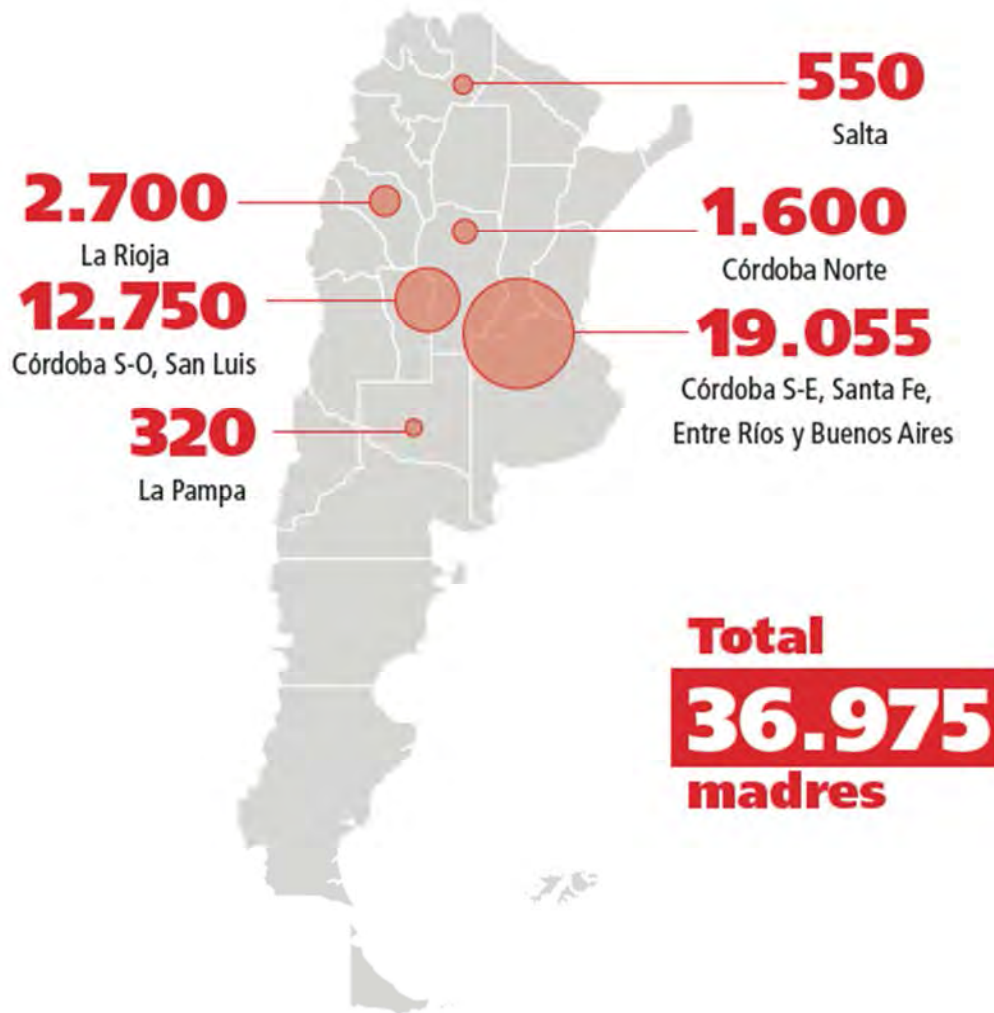 550
Salta
2.700
La Rioja
1.600
Córdoba Norte
12.750
Córdoba S-O, San Luis
19.055
Córdoba S-E, Santa Fe,
Entre Ríos y Buenos Aires
320
La Pampa
Total
36.975
madres